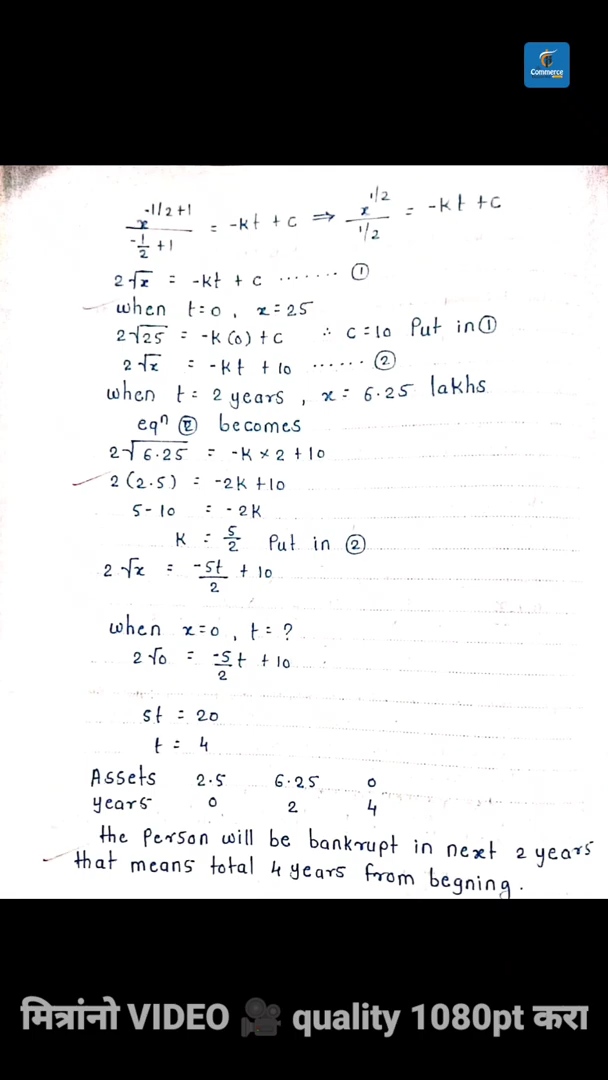 Commerce
x^(-1/2+1) / (-1/2+1) = -kt + c ⇒ x^(1/2) / (1/2) = -kt + c
2√x = -kt + c ....... ①
when t=0, x=25
2√25 = -k(0)+c ∴ c=10 Put in ①
2√x = -kt + 10 ...... ②
when t= 2 years, x= 6.25 lakhs
eqⁿ ② becomes
2√6.25 = -k×2+10
2(2.5) = -2k+10
5-10 = -2k
k = 5/2 Put in ②
2√x = -5t/2 + 10
when x=0, t= ?
2√0 = -5/2 t + 10
5t = 20
t = 4
Assets 2.5 6.25 0
years 0 2 4
the Person will be bankrupt in next 2 years
that means total 4 years from begning.
मित्रांनो VIDEO 🎥 quality 1080pt करा